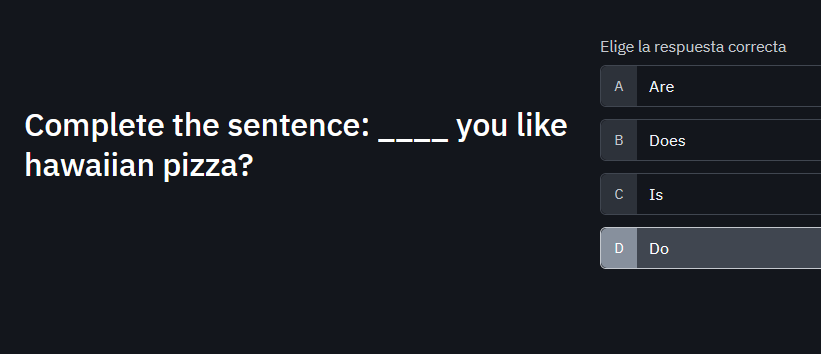 Complete the sentence: ____ you like
hawaiian pizza?
Elige la respuesta correcta
A Are
B Does
C Is
D Do